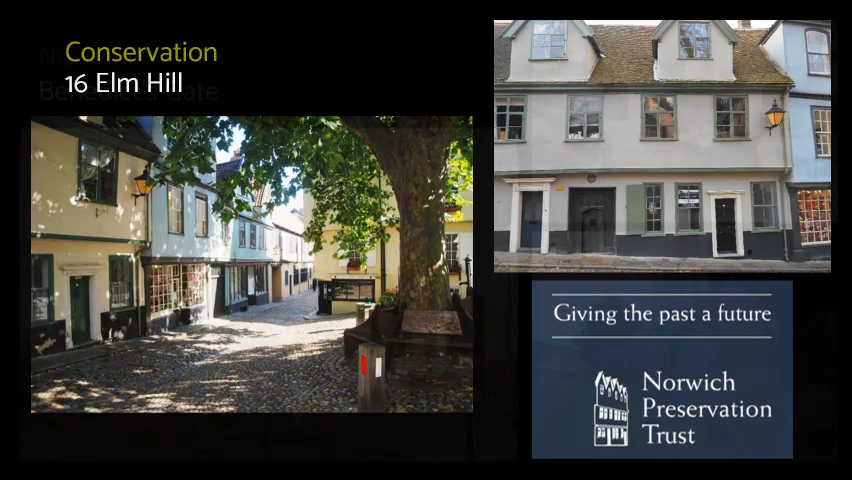 Conservation
16 Elm Hill
Giving the past a future
Norwich
Preservation
Trust